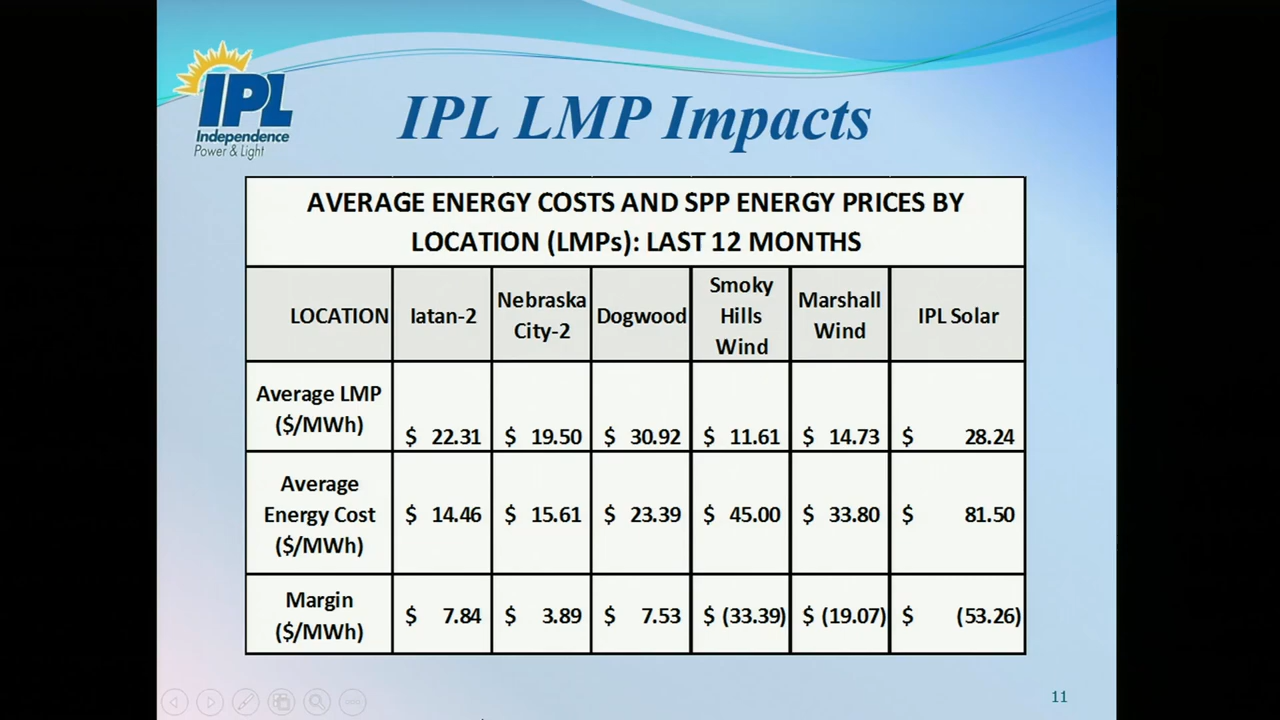 IPL
Independence
Power & Light
IPL LMP Impacts
AVERAGE ENERGY COSTS AND SPP ENERGY PRICES BY
LOCATION (LMPs): LAST 12 MONTHS
LOCATION Iatan-2 Nebraska City-2 Dogwood Smoky Hills Wind Marshall Wind IPL Solar
Average LMP ($/MWh) $ 22.31 $ 19.50 $ 30.92 $ 11.61 $ 14.73 $ 28.24
Average Energy Cost ($/MWh) $ 14.46 $ 15.61 $ 23.39 $ 45.00 $ 33.80 $ 81.50
Margin ($/MWh) $ 7.84 $ 3.89 $ 7.53 $ (33.39) $ (19.07) $ (53.26)
11